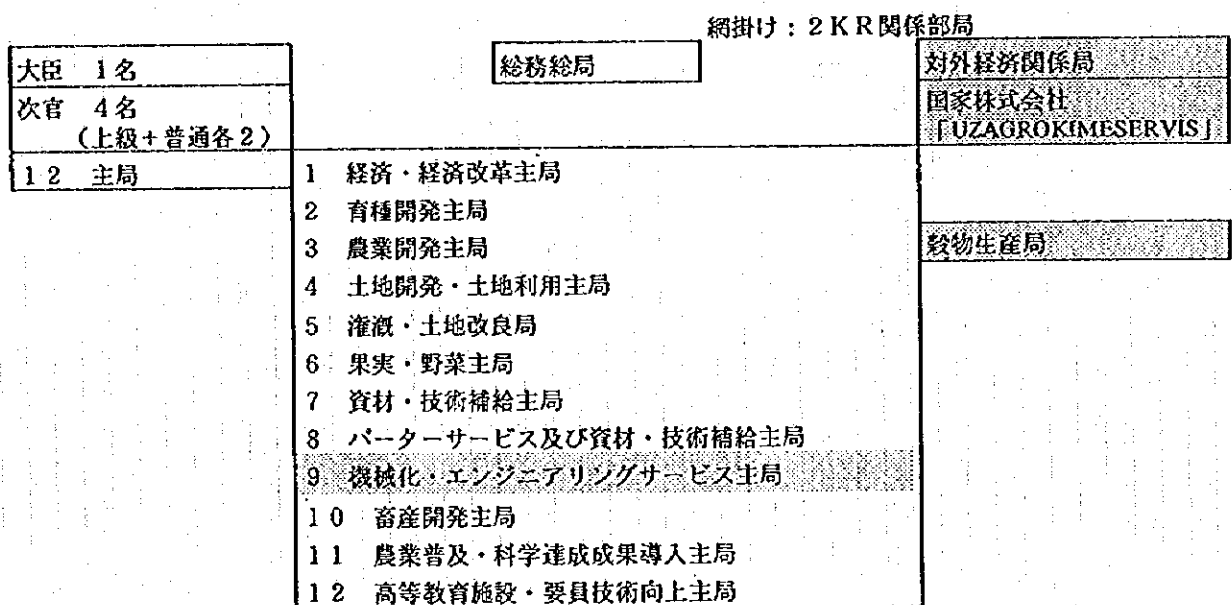 網掛け：２ＫＲ関係部局
大臣　１名
総務総局
対外経済関係局
次官　４名
（上級＋普通各２）
国家株式会社
「UZAGROKIMESERVIS」
１２　主局
1　経済・経済改革主局
2　育種開発主局
穀物生産局
3　農業開発主局
4　土地開発・土地利用主局
5　潅漑・土地改良局
6　果実・野菜主局
7　資材・技術補給主局
8　バーターサービス及び資材・技術補給主局
9　機械化・エンジニアリングサービス主局
１０　畜産開発主局
１１　農業普及・科学達成成果導入主局
１２　高等教育施設・要員技術向上主局